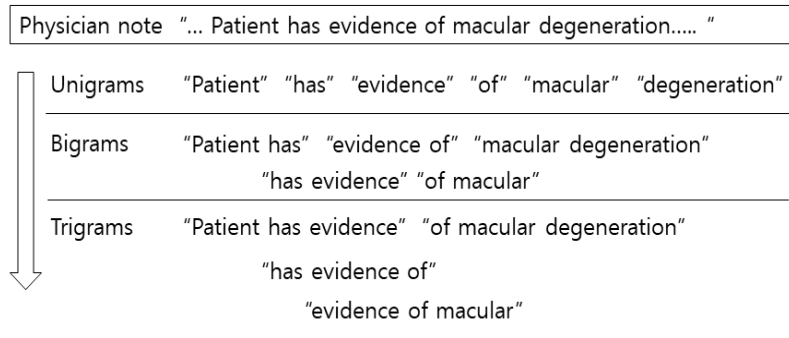 Physician note "... Patient has evidence of macular degeneration..... "
Unigrams "Patient" "has" "evidence" "of" "macular" "degeneration"
Bigrams "Patient has" "evidence of" "macular degeneration"
"has evidence" "of macular"
Trigrams "Patient has evidence" "of macular degeneration"
"has evidence of"
"evidence of macular"